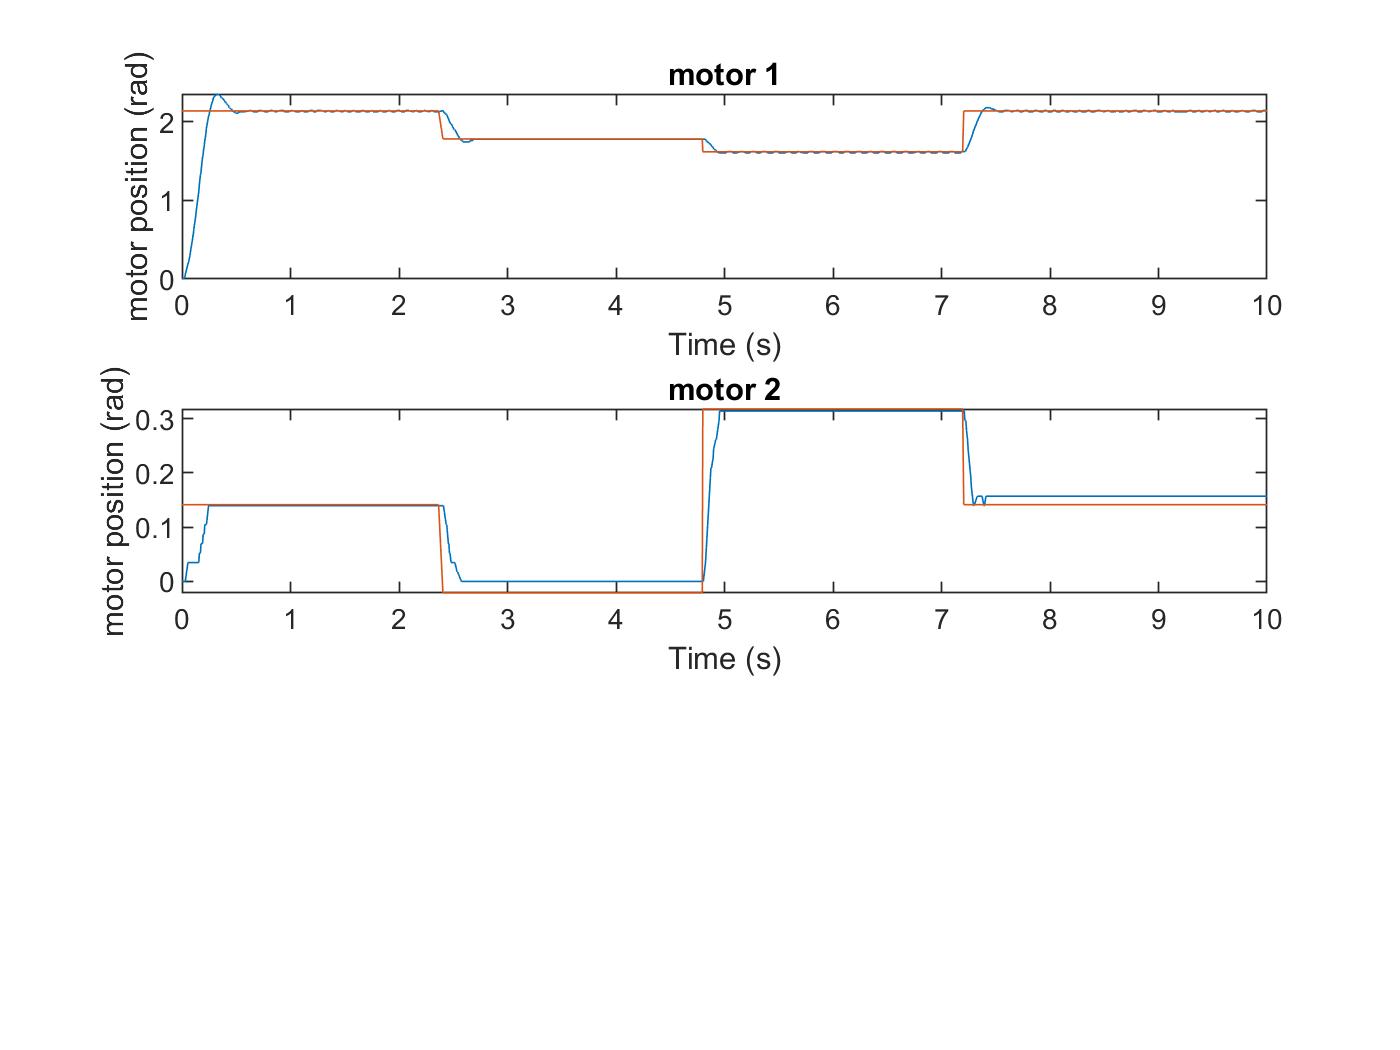 motor 1
motor position (rad)
2
1
0
0 1 2 3 4 5 6 7 8 9 10
Time (s)
motor 2
motor position (rad)
0.3
0.2
0.1
0
0 1 2 3 4 5 6 7 8 9 10
Time (s)